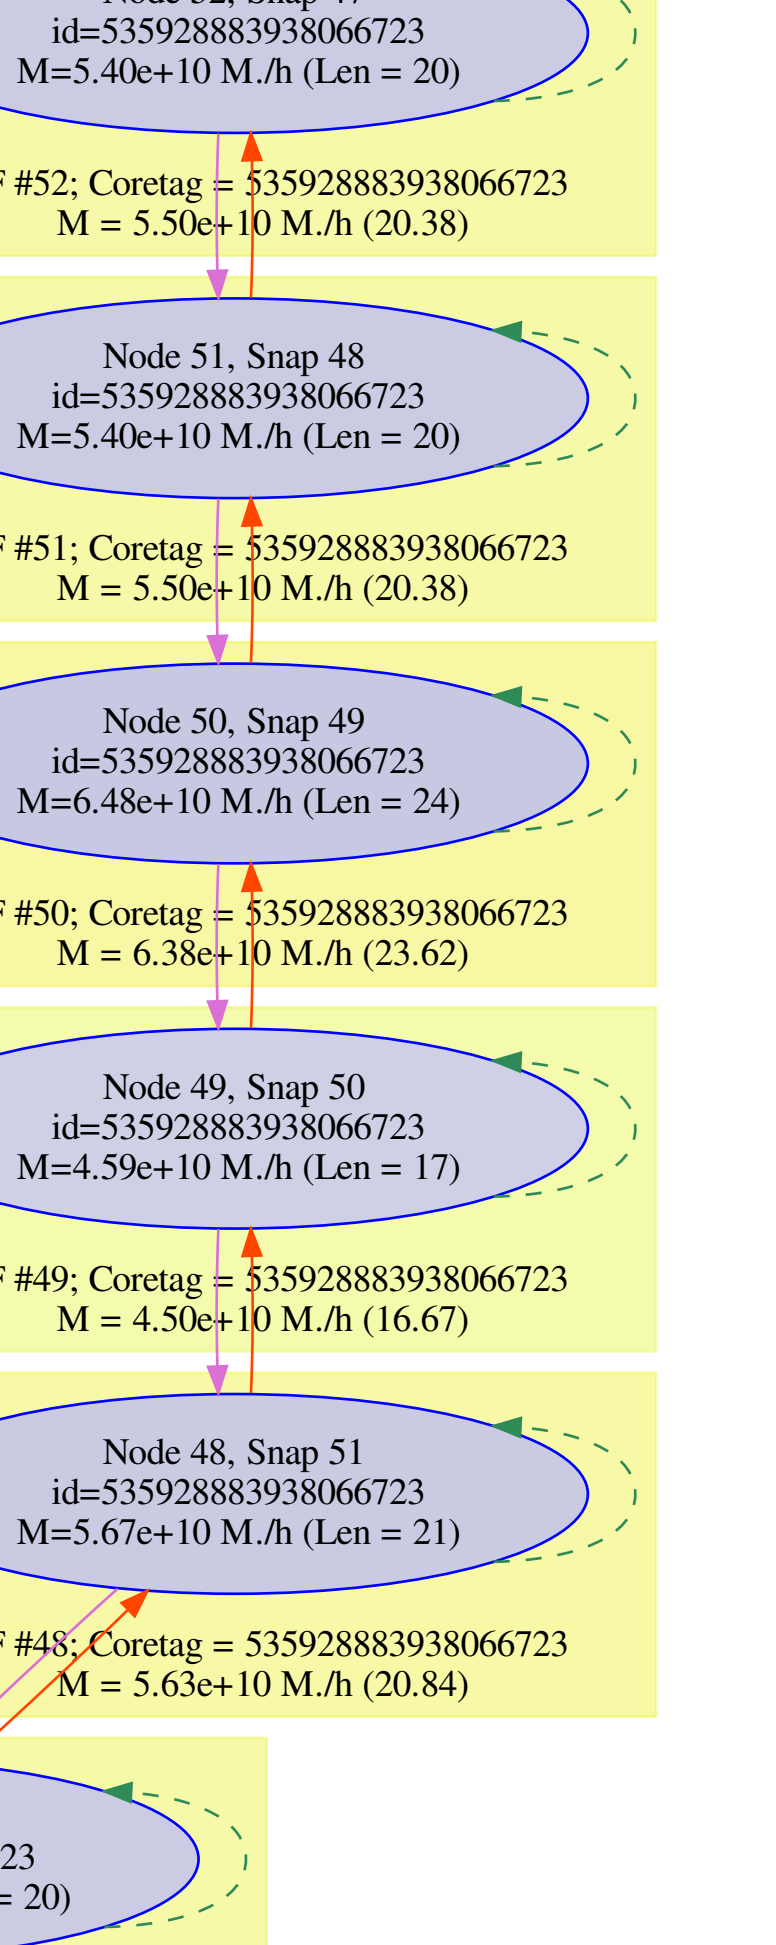 id=535928883938066723
M=5.40e+10 M./h (Len = 20)
#52; Coretag = 535928883938066723
M = 5.50e+10 M./h (20.38)
Node 51, Snap 48
id=535928883938066723
M=5.40e+10 M./h (Len = 20)
#51; Coretag = 535928883938066723
M = 5.50e+10 M./h (20.38)
Node 50, Snap 49
id=535928883938066723
M=6.48e+10 M./h (Len = 24)
#50; Coretag = 535928883938066723
M = 6.38e+10 M./h (23.62)
Node 49, Snap 50
id=535928883938066723
M=4.59e+10 M./h (Len = 17)
#49; Coretag = 535928883938066723
M = 4.50e+10 M./h (16.67)
Node 48, Snap 51
id=535928883938066723
M=5.67e+10 M./h (Len = 21)
#48; Coretag = 535928883938066723
M = 5.63e+10 M./h (20.84)
23
= 20)